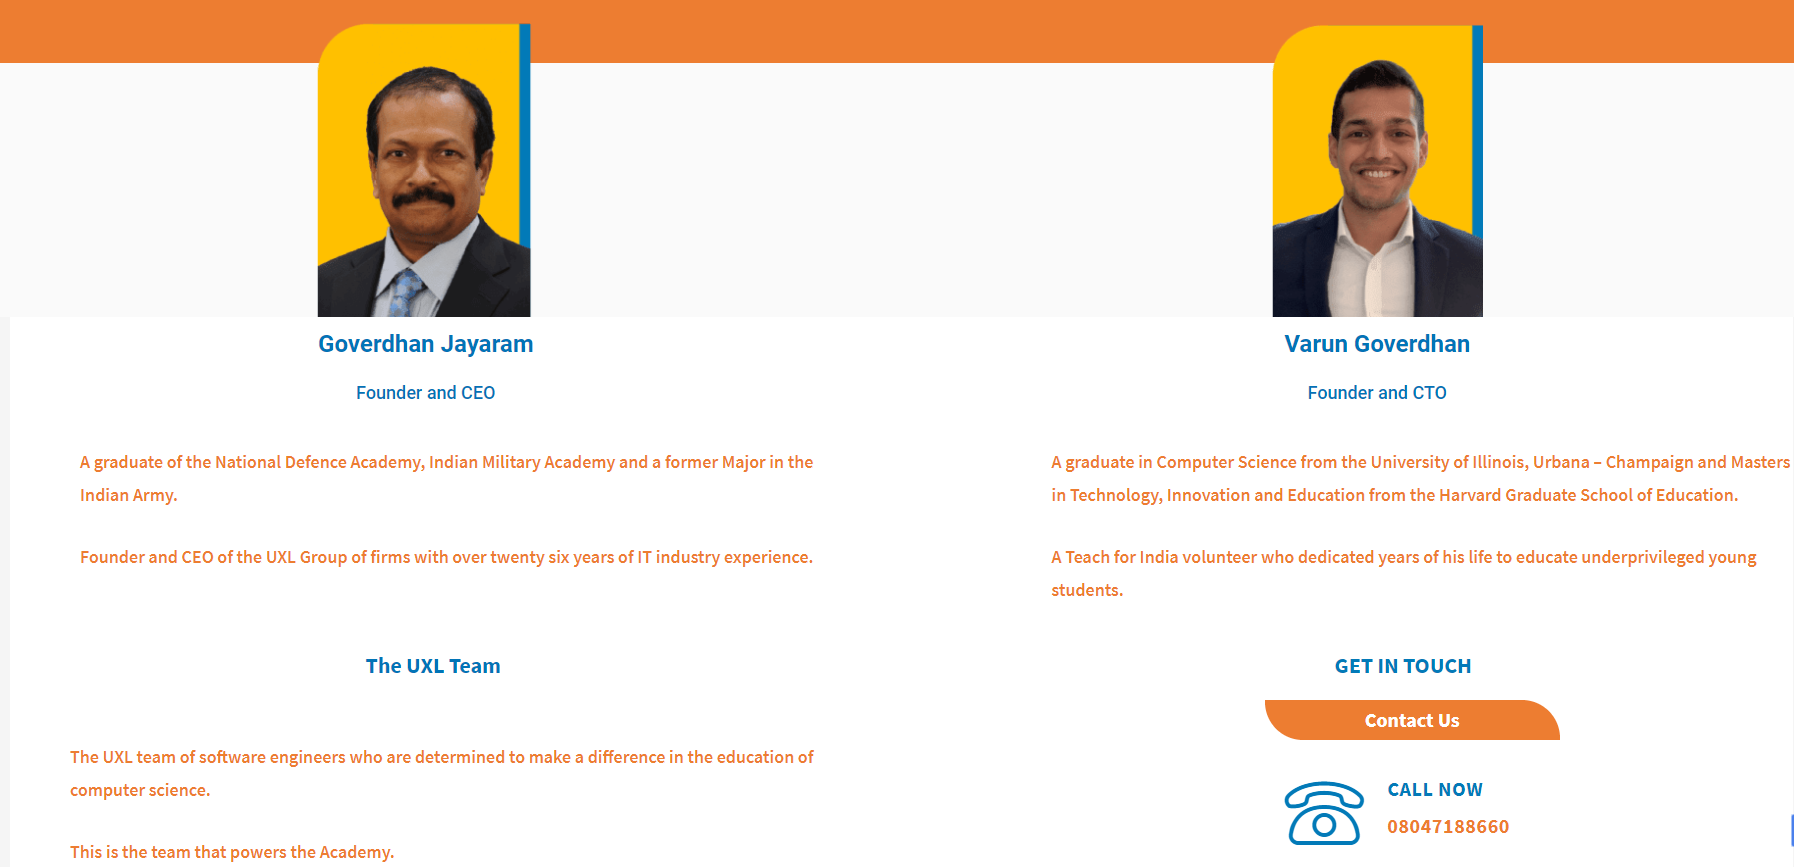 Goverdhan Jayaram
Founder and CEO
A graduate of the National Defence Academy, Indian Military Academy and a former Major in the
Indian Army.
Founder and CEO of the UXL Group of firms with over twenty six years of IT industry experience.
Varun Goverdhan
Founder and CTO
A graduate in Computer Science from the University of Illinois, Urbana – Champaign and Masters
in Technology, Innovation and Education from the Harvard Graduate School of Education.
A Teach for India volunteer who dedicated years of his life to educate underprivileged young
students.
The UXL Team
The UXL team of software engineers who are determined to make a difference in the education of
computer science.
This is the team that powers the Academy.
GET IN TOUCH
Contact Us
CALL NOW
08047188660